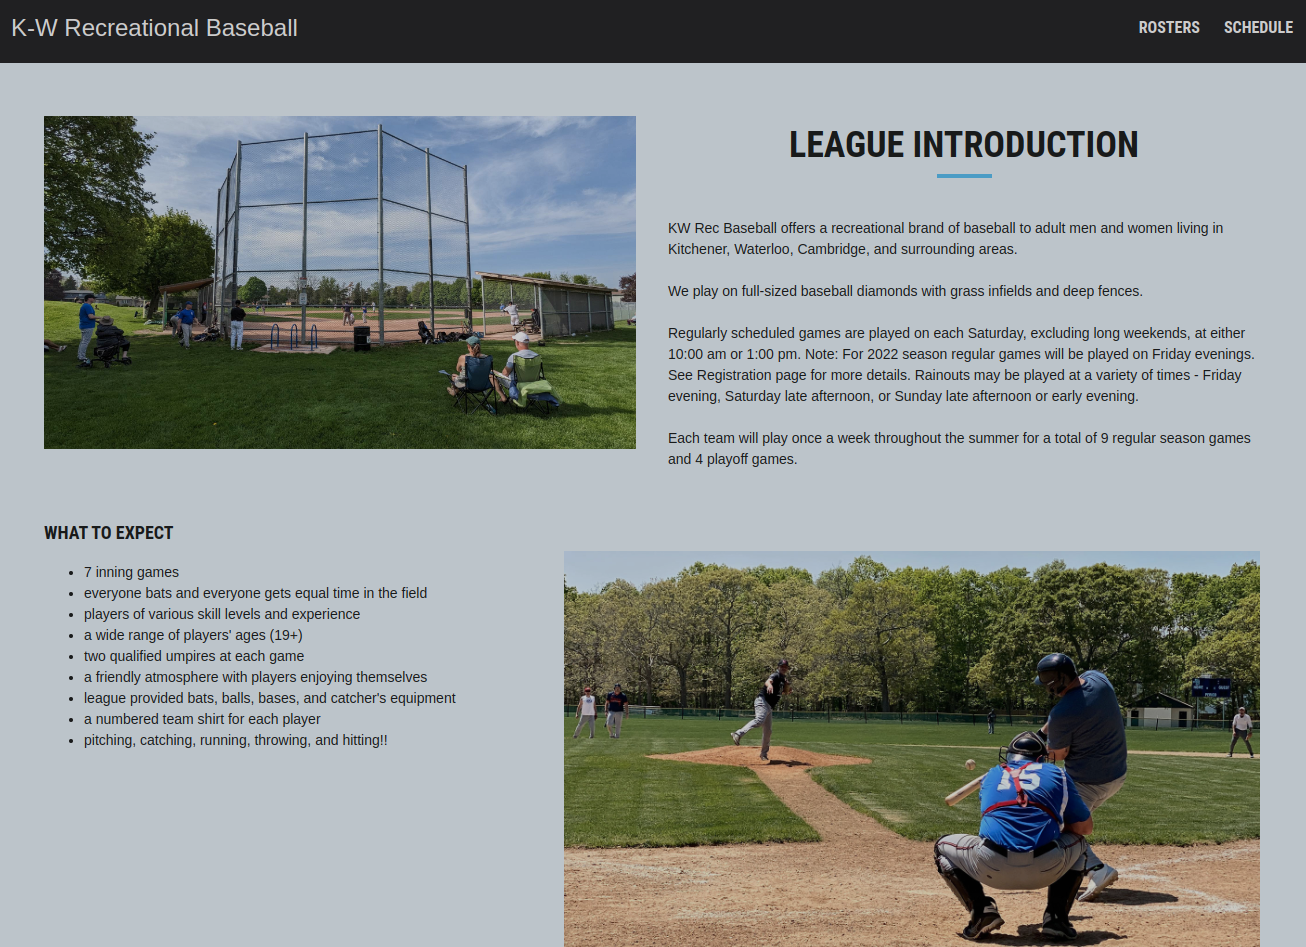 K-W Recreational Baseball
ROSTERS SCHEDULE
LEAGUE INTRODUCTION
KW Rec Baseball offers a recreational brand of baseball to adult men and women living in
Kitchener, Waterloo, Cambridge, and surrounding areas.
We play on full-sized baseball diamonds with grass infields and deep fences.
Regularly scheduled games are played on each Saturday, excluding long weekends, at either
10:00 am or 1:00 pm. Note: For 2022 season regular games will be played on Friday evenings.
See Registration page for more details. Rainouts may be played at a variety of times - Friday
evening, Saturday late afternoon, or Sunday late afternoon or early evening.
Each team will play once a week throughout the summer for a total of 9 regular season games
and 4 playoff games.
WHAT TO EXPECT
• 7 inning games
• everyone bats and everyone gets equal time in the field
• players of various skill levels and experience
• a wide range of players' ages (19+)
• two qualified umpires at each game
• a friendly atmosphere with players enjoying themselves
• league provided bats, balls, bases, and catcher's equipment
• a numbered team shirt for each player
• pitching, catching, running, throwing, and hitting!!
15